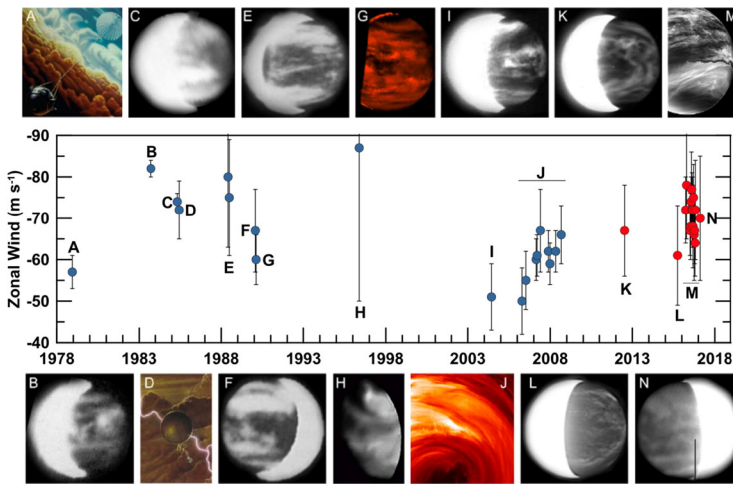 A C E G I K M
-90
-80
-70
-60
-50
-40
Zonal Wind (m s⁻¹)
A
B
C
D
E
F
G
H
I
J
K
L
M
N
1978 1983 1988 1993 1998 2003 2008 2013 2018
B D F H J L N